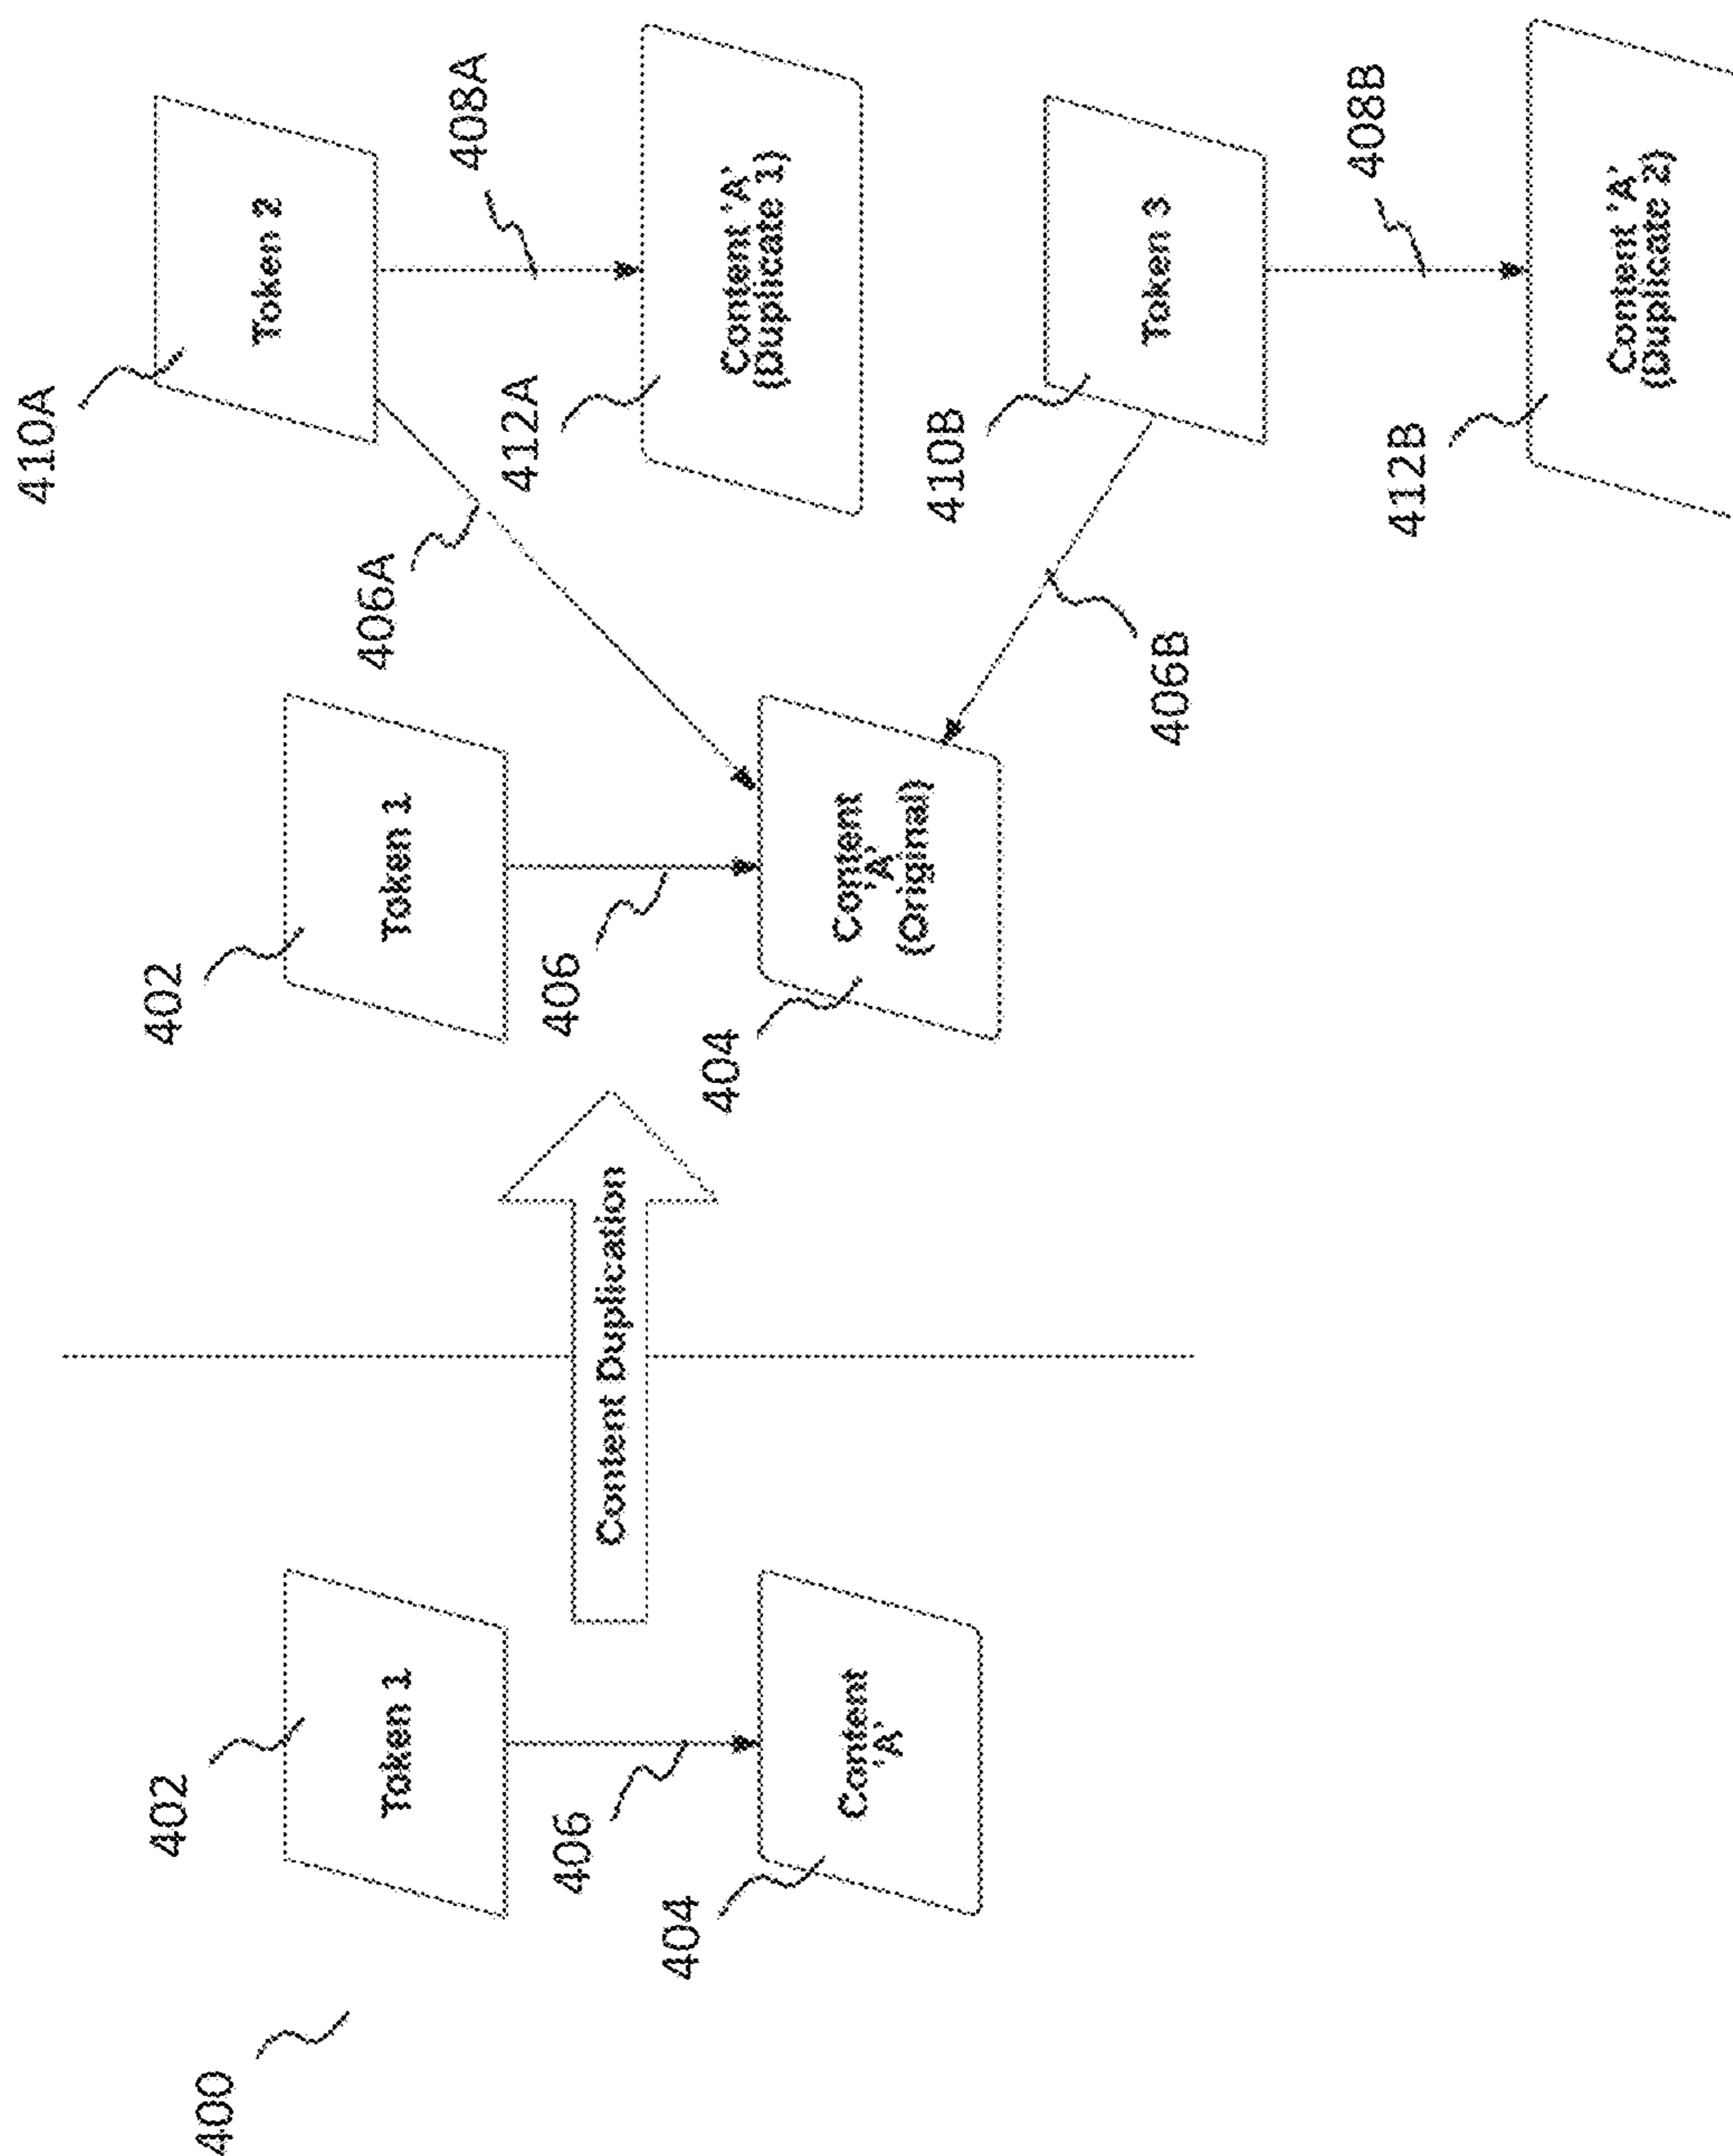 400
402
Token 1
406
404
Content
'A'
Content Duplication
402
Token 1
406
404
Content
'A'
(Original)
410A
Token 2
406A
408A
412A
Content 'A'
(Duplicate 1)
410B
Token 3
406B
408B
412B
Content 'A'
(Duplicate 2)